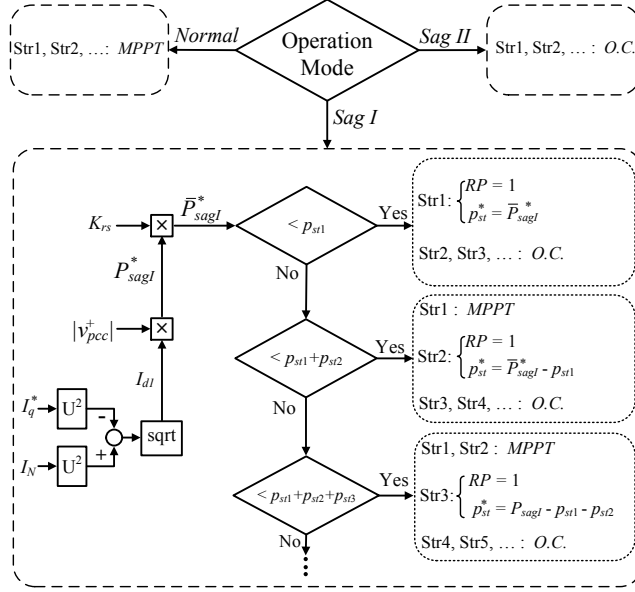 Str1, Str2, …: MPPT
Normal
Operation
Mode
Sag II
Str1, Str2, … : O.C.
Sag I
K_rs
×
P̅*_sagI
< p_st1
Yes
Str1: { RP = 1
p*_st = P̅*_sagI
Str2, Str3, … : O.C.
P*_sagI
No
|v⁺_pcc|
×
< p_st1+p_st2
Yes
Str1 : MPPT
Str2: { RP = 1
p*_st = P̅*_sagI - p_st1
Str3, Str4, … : O.C.
I_dI
No
I*_q
U²
-
sqrt
I_N
U²
+
< p_st1+p_st2+p_st3
Yes
Str1, Str2 : MPPT
Str3: { RP = 1
p*_st = P_sagI - p_st1 - p_st2
Str4, Str5, … : O.C.
No